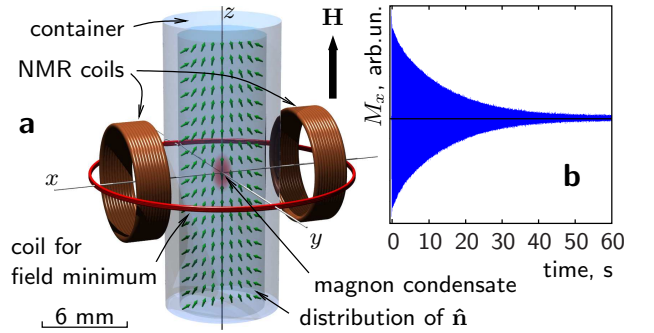 container
z
H
NMR coils
a
x
y
coil for
field minimum
magnon condensate
distribution of n̂
6 mm
Mₓ, arb.un.
b
0 10 20 30 40 50 60
time, s